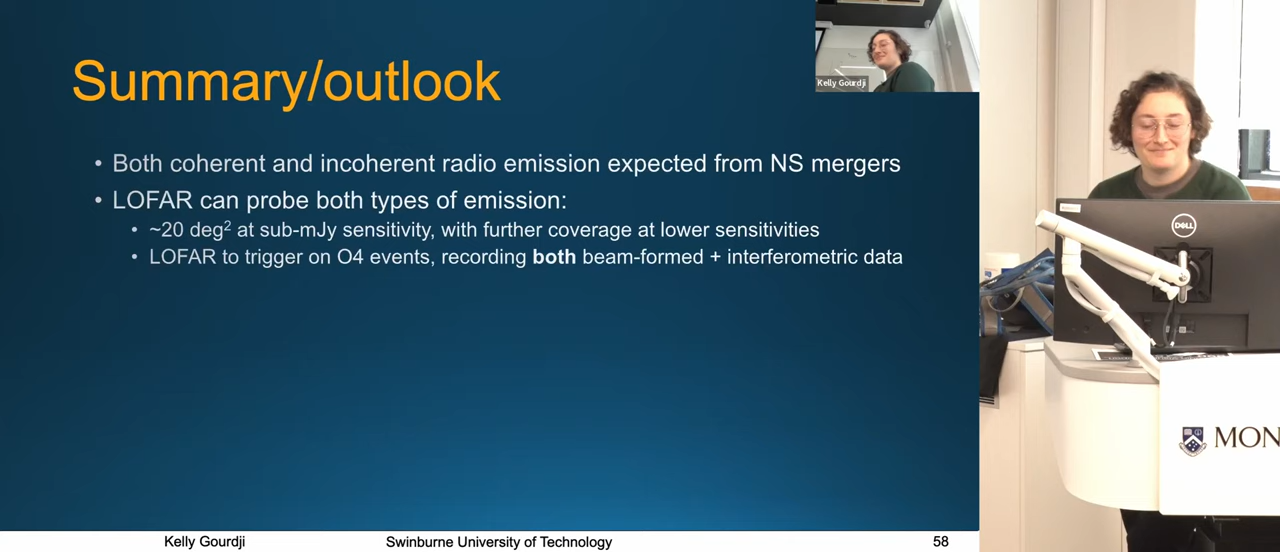 Summary/outlook
Kelly Gourdji
• Both coherent and incoherent radio emission expected from NS mergers
• LOFAR can probe both types of emission:
• ~20 deg² at sub-mJy sensitivity, with further coverage at lower sensitivities
• LOFAR to trigger on O4 events, recording both beam-formed + interferometric data
DELL
MON
Kelly Gourdji
Swinburne University of Technology
58